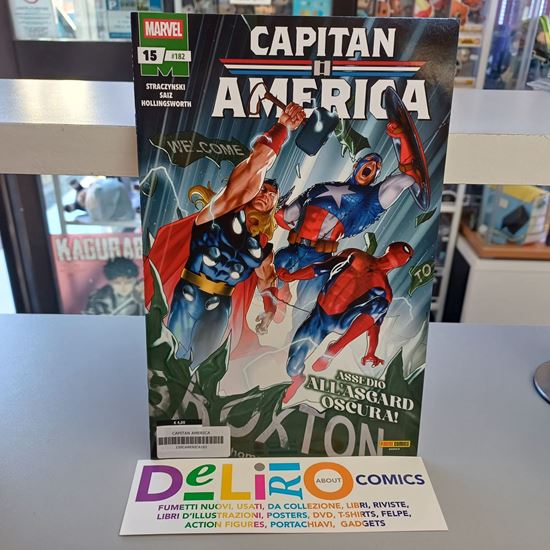 MARVEL
15 #182
STRACZYNSKI
SAIZ
HOLLINGSWORTH
CAPITAN
AMERICA
WELCOME
TO
KAGURABA
ASSEDIO
ALL'ASGARD
OSCURA!
BROXTON
hom
PANINI COMICS
€ 4,00
CAPITAN AMERICA
DeLiRiO ABOUT COMICS
FUMETTI NUOVI, USATI, DA COLLEZIONE, LIBRI, RIVISTE,
LIBRI D'ILLUSTRAZIONI, POSTERS, DVD, T-SHIRTS, FELPE,
ACTION FIGURES, PORTACHIAVI, GADGETS